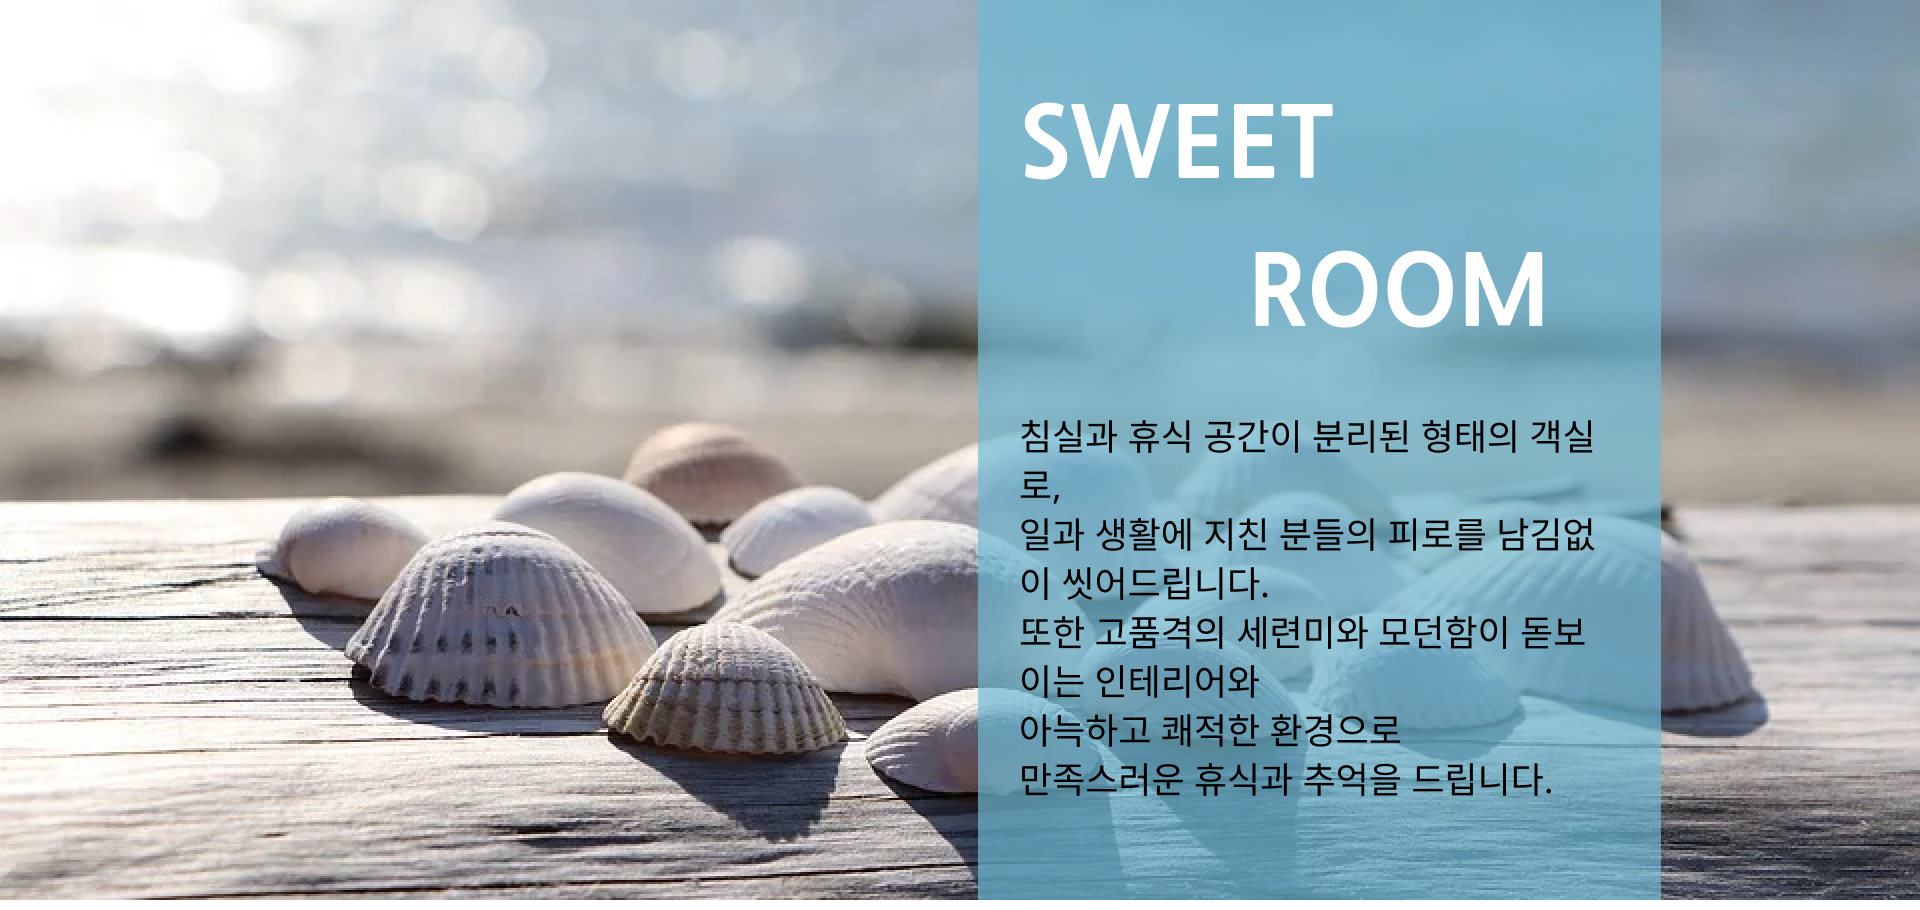 SWEET
ROOM
침실과 휴식 공간이 분리된 형태의 객실
로,
일과 생활에 지친 분들의 피로를 남김없
이 씻어드립니다.
또한 고품격의 세련미와 모던함이 돋보
이는 인테리어와
아늑하고 쾌적한 환경으로
만족스러운 휴식과 추억을 드립니다.